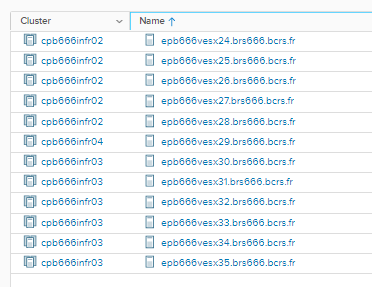 Cluster Name
cpb666infr02 epb666vesx24.brs666.bcrs.fr
cpb666infr02 epb666vesx25.brs666.bcrs.fr
cpb666infr02 epb666vesx26.brs666.bcrs.fr
cpb666infr02 epb666vesx27.brs666.bcrs.fr
cpb666infr02 epb666vesx28.brs666.bcrs.fr
cpb666infr04 epb666vesx29.brs666.bcrs.fr
cpb666infr03 epb666vesx30.brs666.bcrs.fr
cpb666infr03 epb666vesx31.brs666.bcrs.fr
cpb666infr03 epb666vesx32.brs666.bcrs.fr
cpb666infr03 epb666vesx33.brs666.bcrs.fr
cpb666infr03 epb666vesx34.brs666.bcrs.fr
cpb666infr03 epb666vesx35.brs666.bcrs.fr